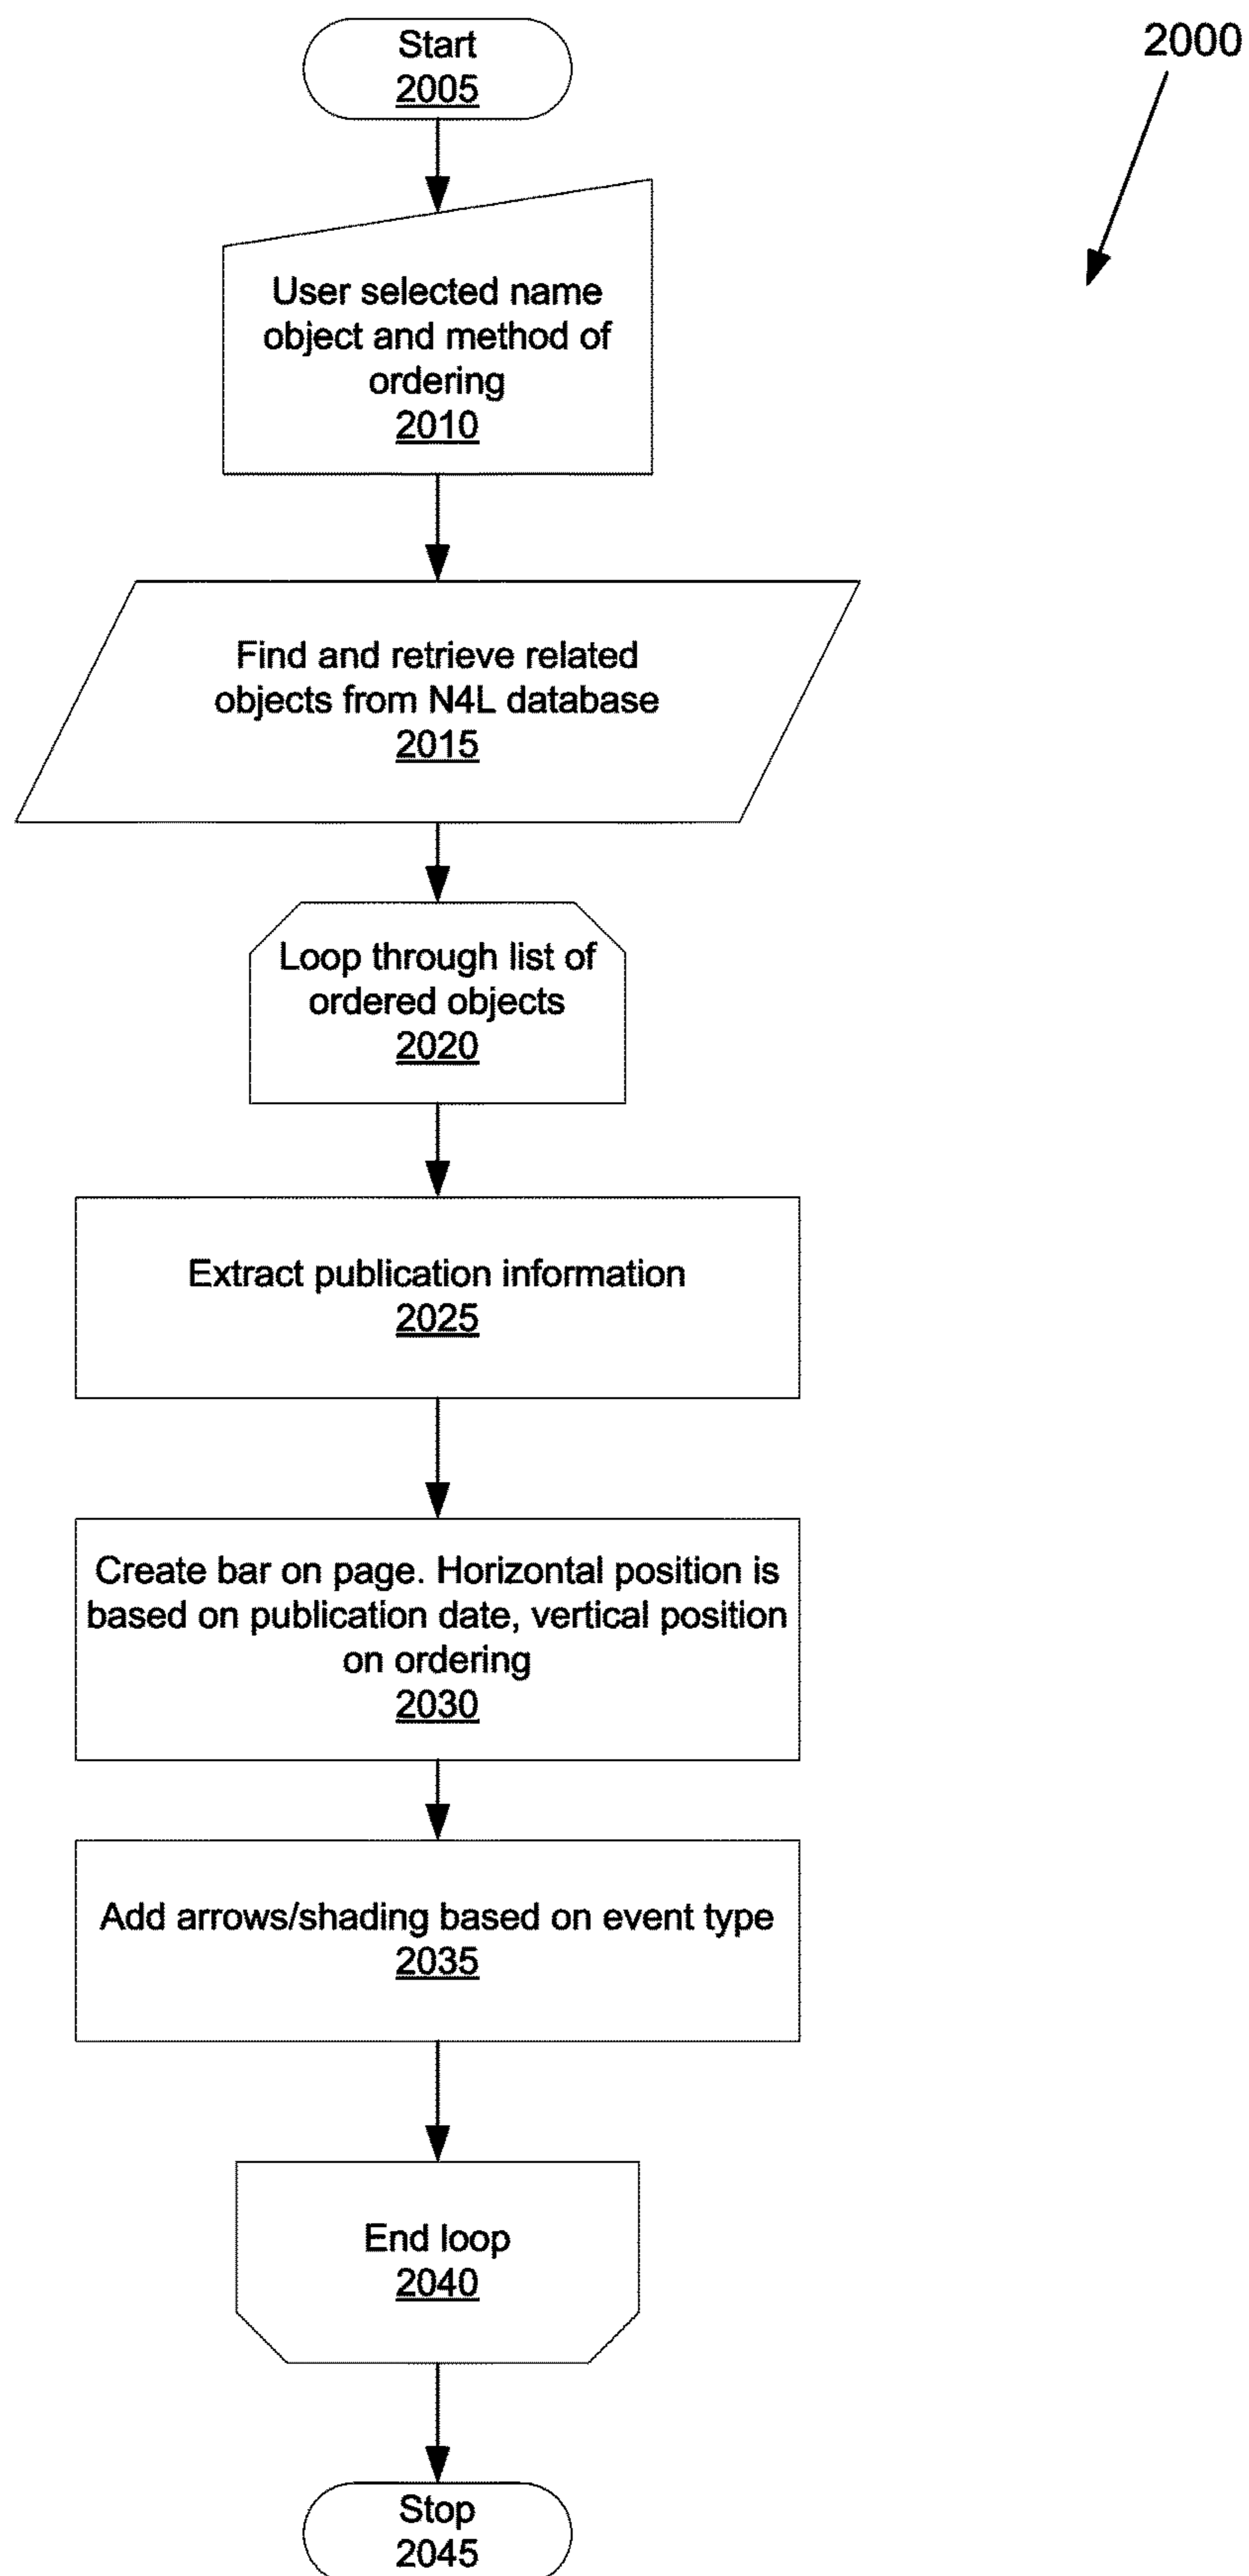 2000
Start
2005
User selected name
object and method of
ordering
2010
Find and retrieve related
objects from N4L database
2015
Loop through list of
ordered objects
2020
Extract publication information
2025
Create bar on page. Horizontal position is
based on publication date, vertical position
on ordering
2030
Add arrows/shading based on event type
2035
End loop
2040
Stop
2045